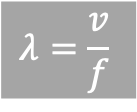 λ = v/f